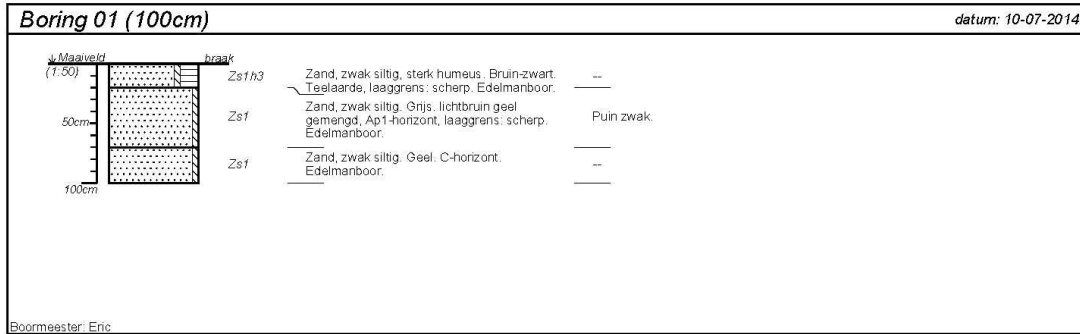 Boring 01 (100cm)
datum: 10-07-2014
Maaiveld
braak
(1:50)
Zs1h3
Zand, zwak siltig, sterk humeus. Bruin-zwart.
Teelaarde, laaggrens: scherp. Edelmanboor.
--
50cm
Zs1
Zand, zwak siltig. Grijs. lichtbruin geel
gemengd, Ap1-horizont, laaggrens: scherp.
Edelmanboor.
Puin zwak.
Zs1
Zand, zwak siltig. Geel. C-horizont.
Edelmanboor.
--
100cm
Boormeester: Eric